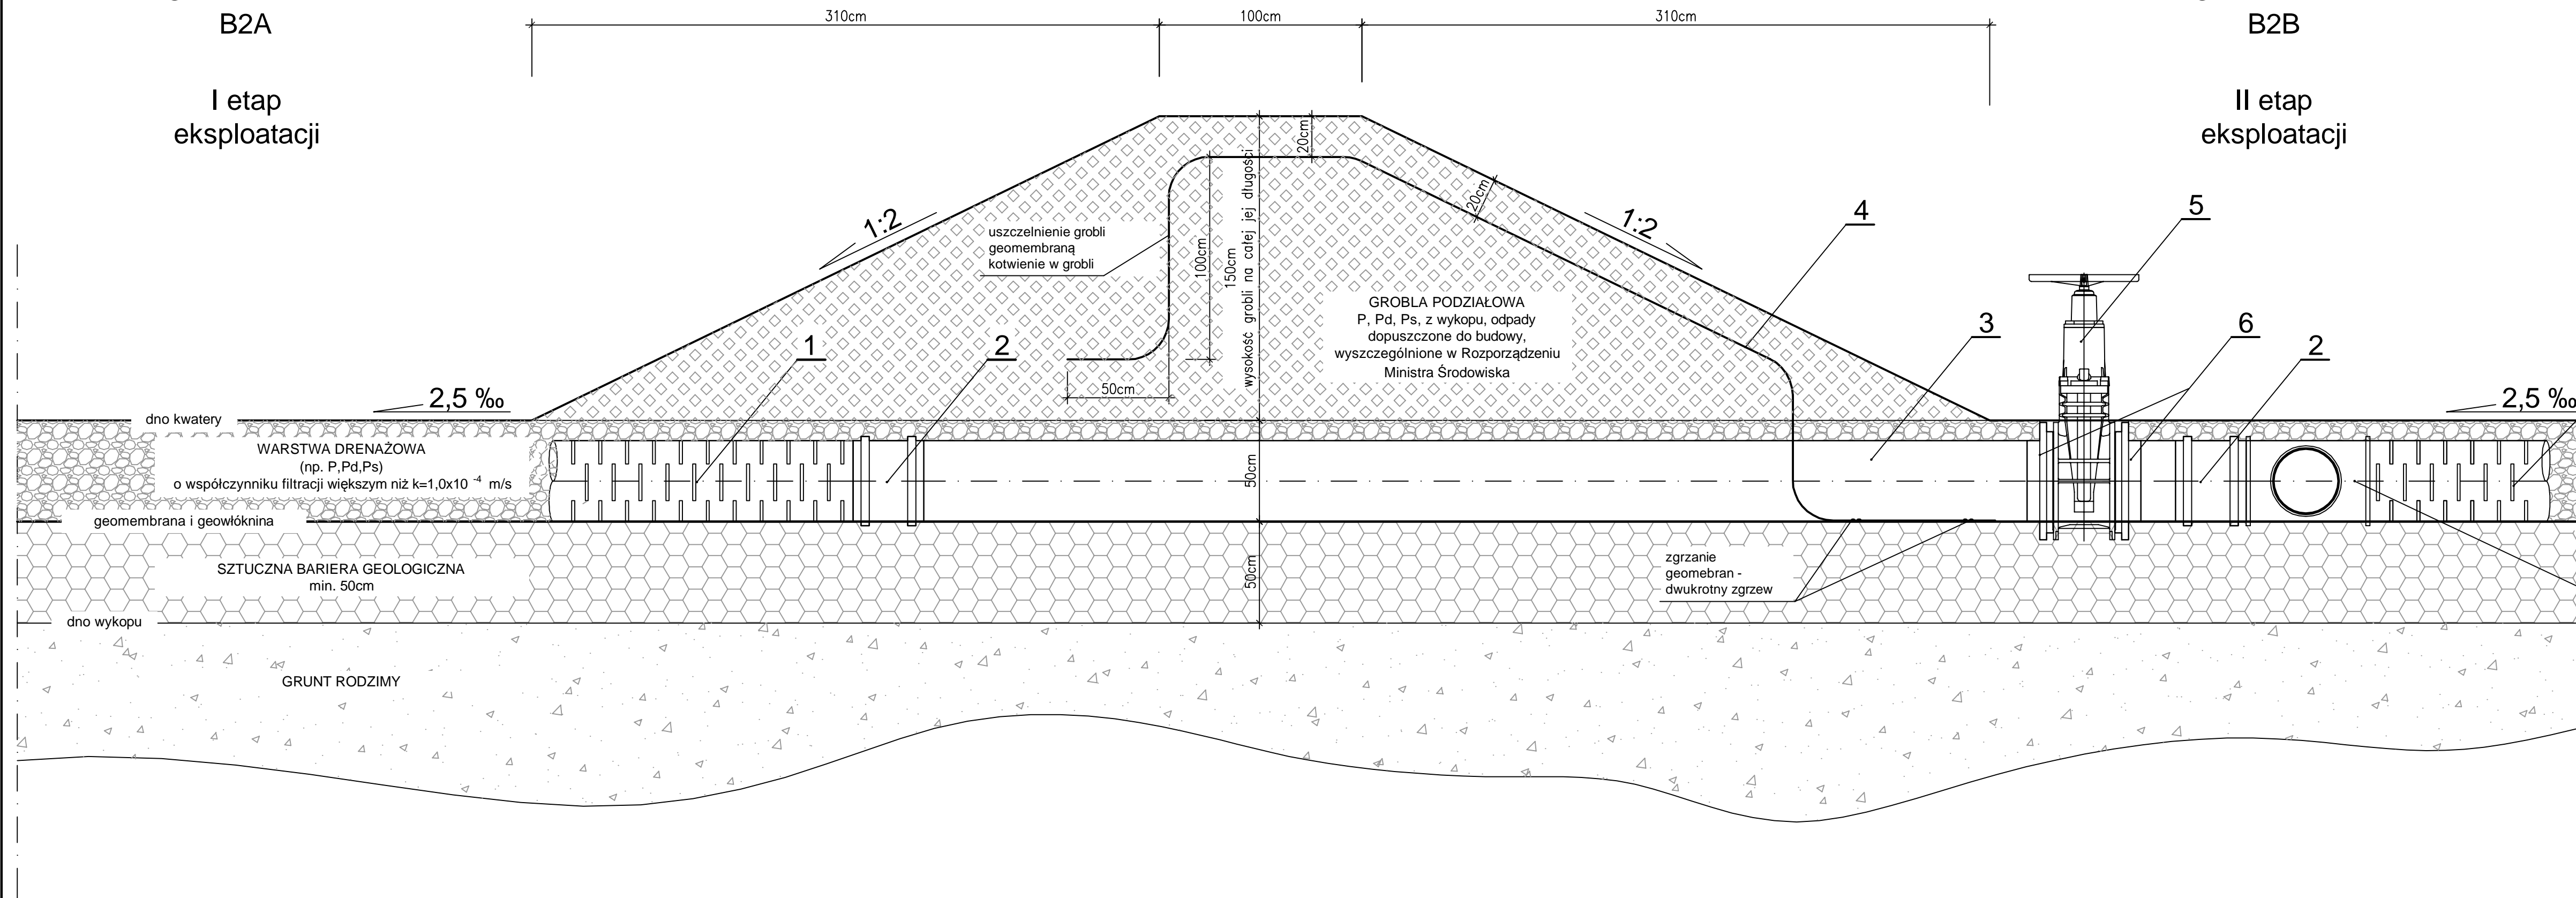 310cm
100cm
310cm
B2A
I etap
eksploatacji
B2B
II etap
eksploatacji
20cm
20cm
1:2
1:2
uszczelnienie grobli
geomembraną
kotwienie w grobli
100cm
150cm
wysokość grobli na całej jej długości
50cm
GROBLA PODZIAŁOWA
P, Pd, Ps, z wykopu, odpady
dopuszczone do budowy,
wyszczególnione w Rozporządzeniu
Ministra Środowiska
4
5
1
2
3
6
2
2,5 ‰
2,5 ‰
dno kwatery
WARSTWA DRENAŻOWA
(np. P,Pd,Ps)
o współczynniku filtracji większym niż k=1,0x10 -4 m/s
geomembrana i geowłóknina
50cm
SZTUCZNA BARIERA GEOLOGICZNA
min. 50cm
50cm
zgrzanie
geomebran -
dwukrotny zgrzew
dno wykopu
GRUNT RODZIMY